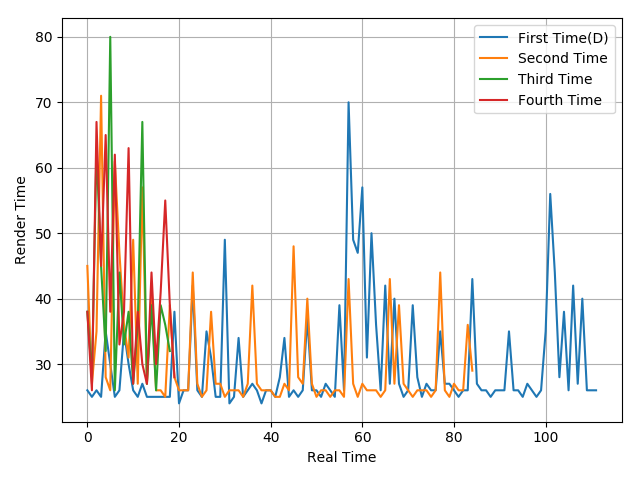 80
70
60
50
40
30
Render Time
0
20
40
60
80
100
Real Time
First Time(D)
Second Time
Third Time
Fourth Time